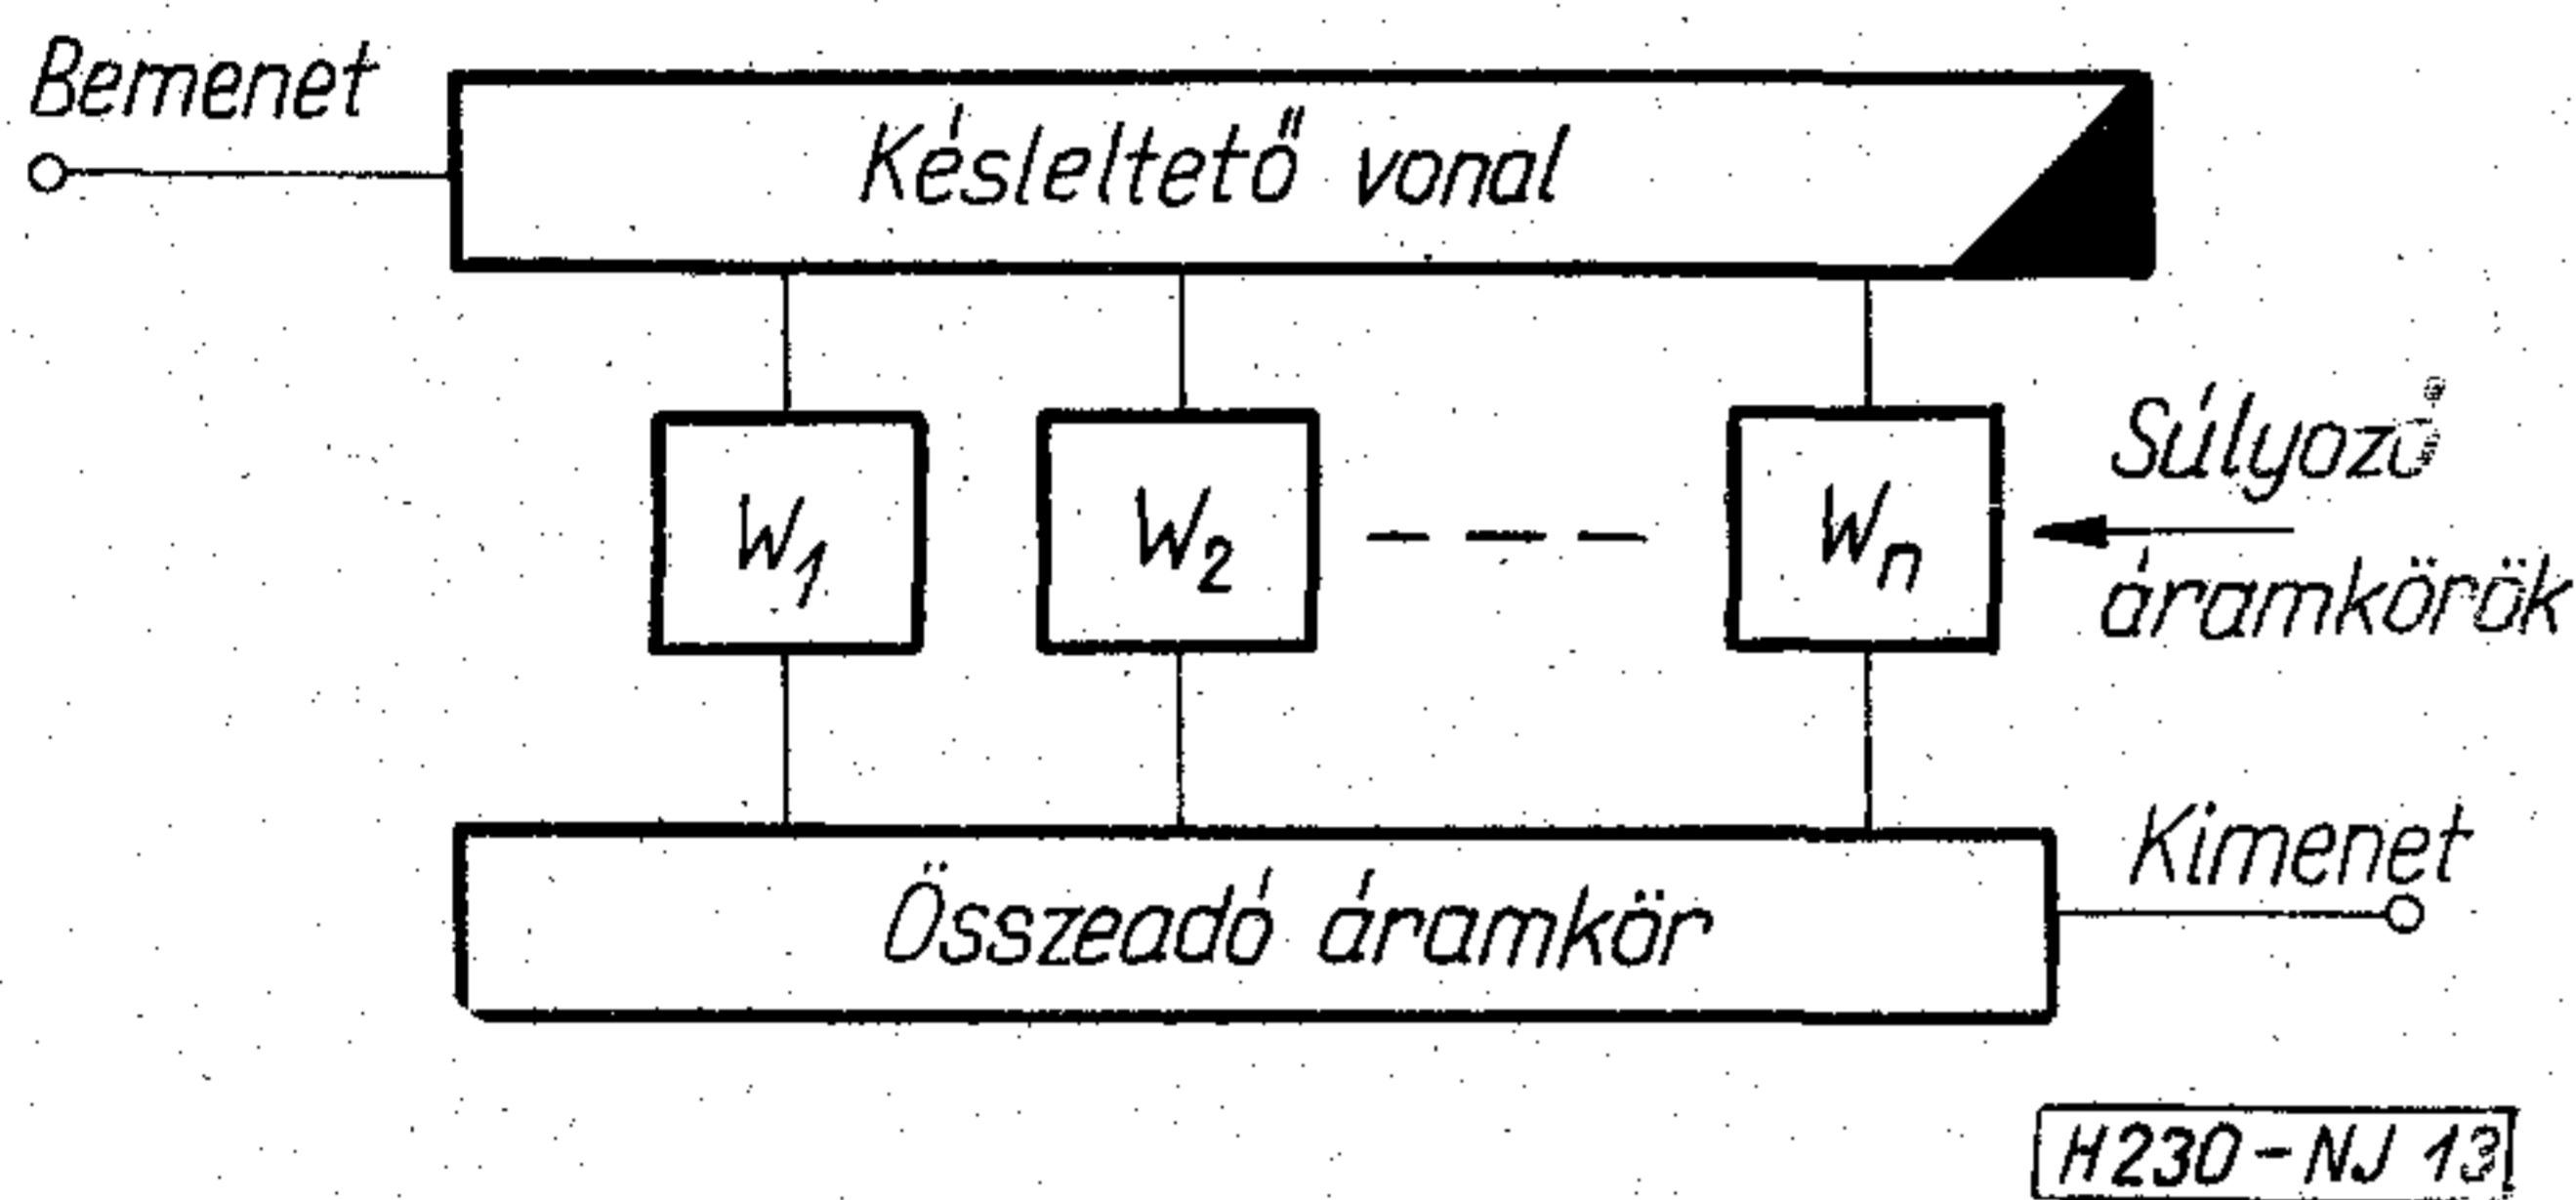 Bemenet
Késleltető vonal
W1
W2
Wn
Súlyozó
áramkörök
Összeadó áramkör
Kimenet
H230-NJ 13